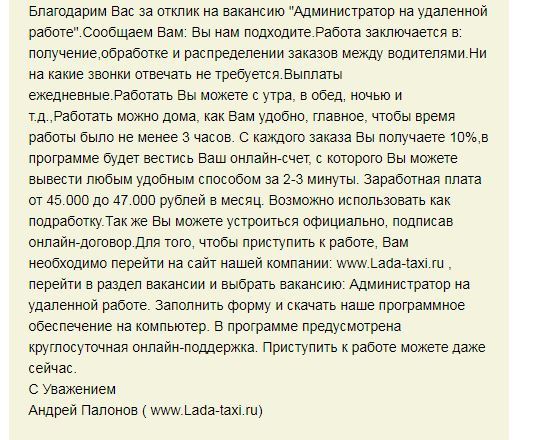 Благодарим Вас за отклик на вакансию "Администратор на удаленной
работе".Сообщаем Вам: Вы нам подходите.Работа заключается в:
получение,обработке и распределении заказов между водителями.Ни
на какие звонки отвечать не требуется.Выплаты
ежедневные.Работать Вы можете с утра, в обед, ночью и
т.д.,Работать можно дома, как Вам удобно, главное, чтобы время
работы было не менее 3 часов. С каждого заказа Вы получаете 10%,в
программе будет вестись Ваш онлайн-счет, с которого Вы можете
вывести любым удобным способом за 2-3 минуты. Заработная плата
от 45.000 до 47.000 рублей в месяц. Возможно использовать как
подработку.Так же Вы можете устроиться официально, подписав
онлайн-договор.Для того, чтобы приступить к работе, Вам
необходимо перейти на сайт нашей компании: www.Lada-taxi.ru ,
перейти в раздел вакансии и выбрать вакансию: Администратор на
удаленной работе. Заполнить форму и скачать наше программное
обеспечение на компьютер. В программе предусмотрена
круглосуточная онлайн-поддержка. Приступить к работе можете даже
сейчас.
С Уважением
Андрей Палонов ( www.Lada-taxi.ru)